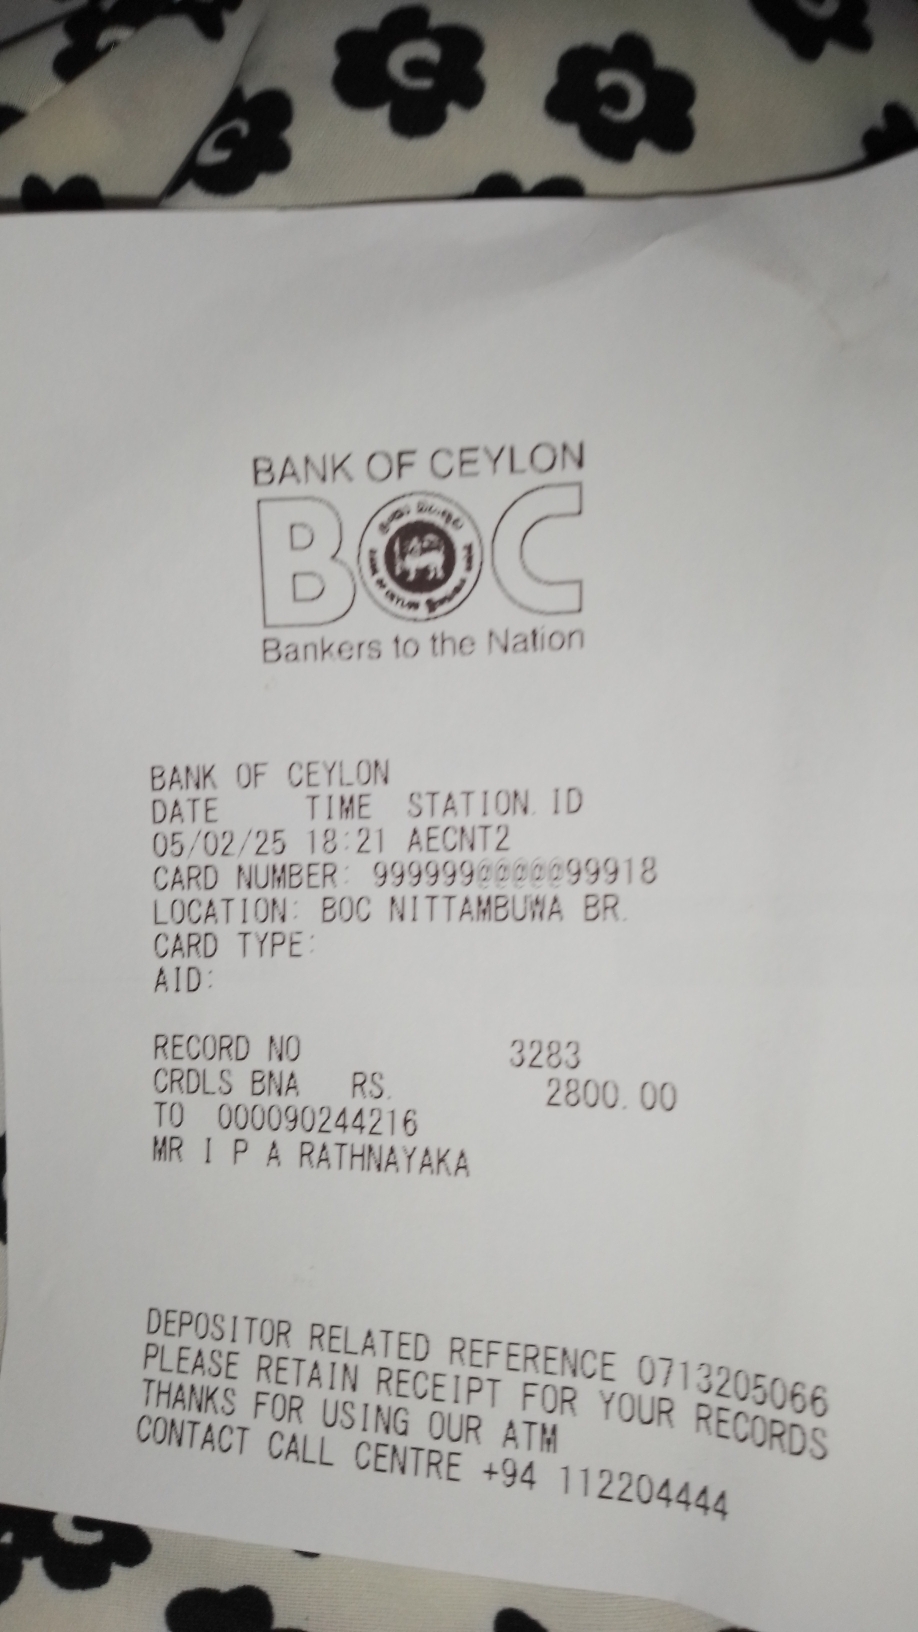 BANK OF CEYLON
BOC
BANK OF CEYLON
Bankers to the Nation
BANK OF CEYLON
DATE TIME STATION. ID
05/02/25 18:21 AECNT2
CARD NUMBER: 999999@@@@@99918
LOCATION: BOC NITTAMBUWA BR.
CARD TYPE:
AID:
RECORD NO 3283
CRDLS BNA RS. 2800.00
TO 000090244216
MR I P A RATHNAYAKA
DEPOSITOR RELATED REFERENCE 0713205066
PLEASE RETAIN RECEIPT FOR YOUR RECORDS
THANKS FOR USING OUR ATM
CONTACT CALL CENTRE +94 112204444